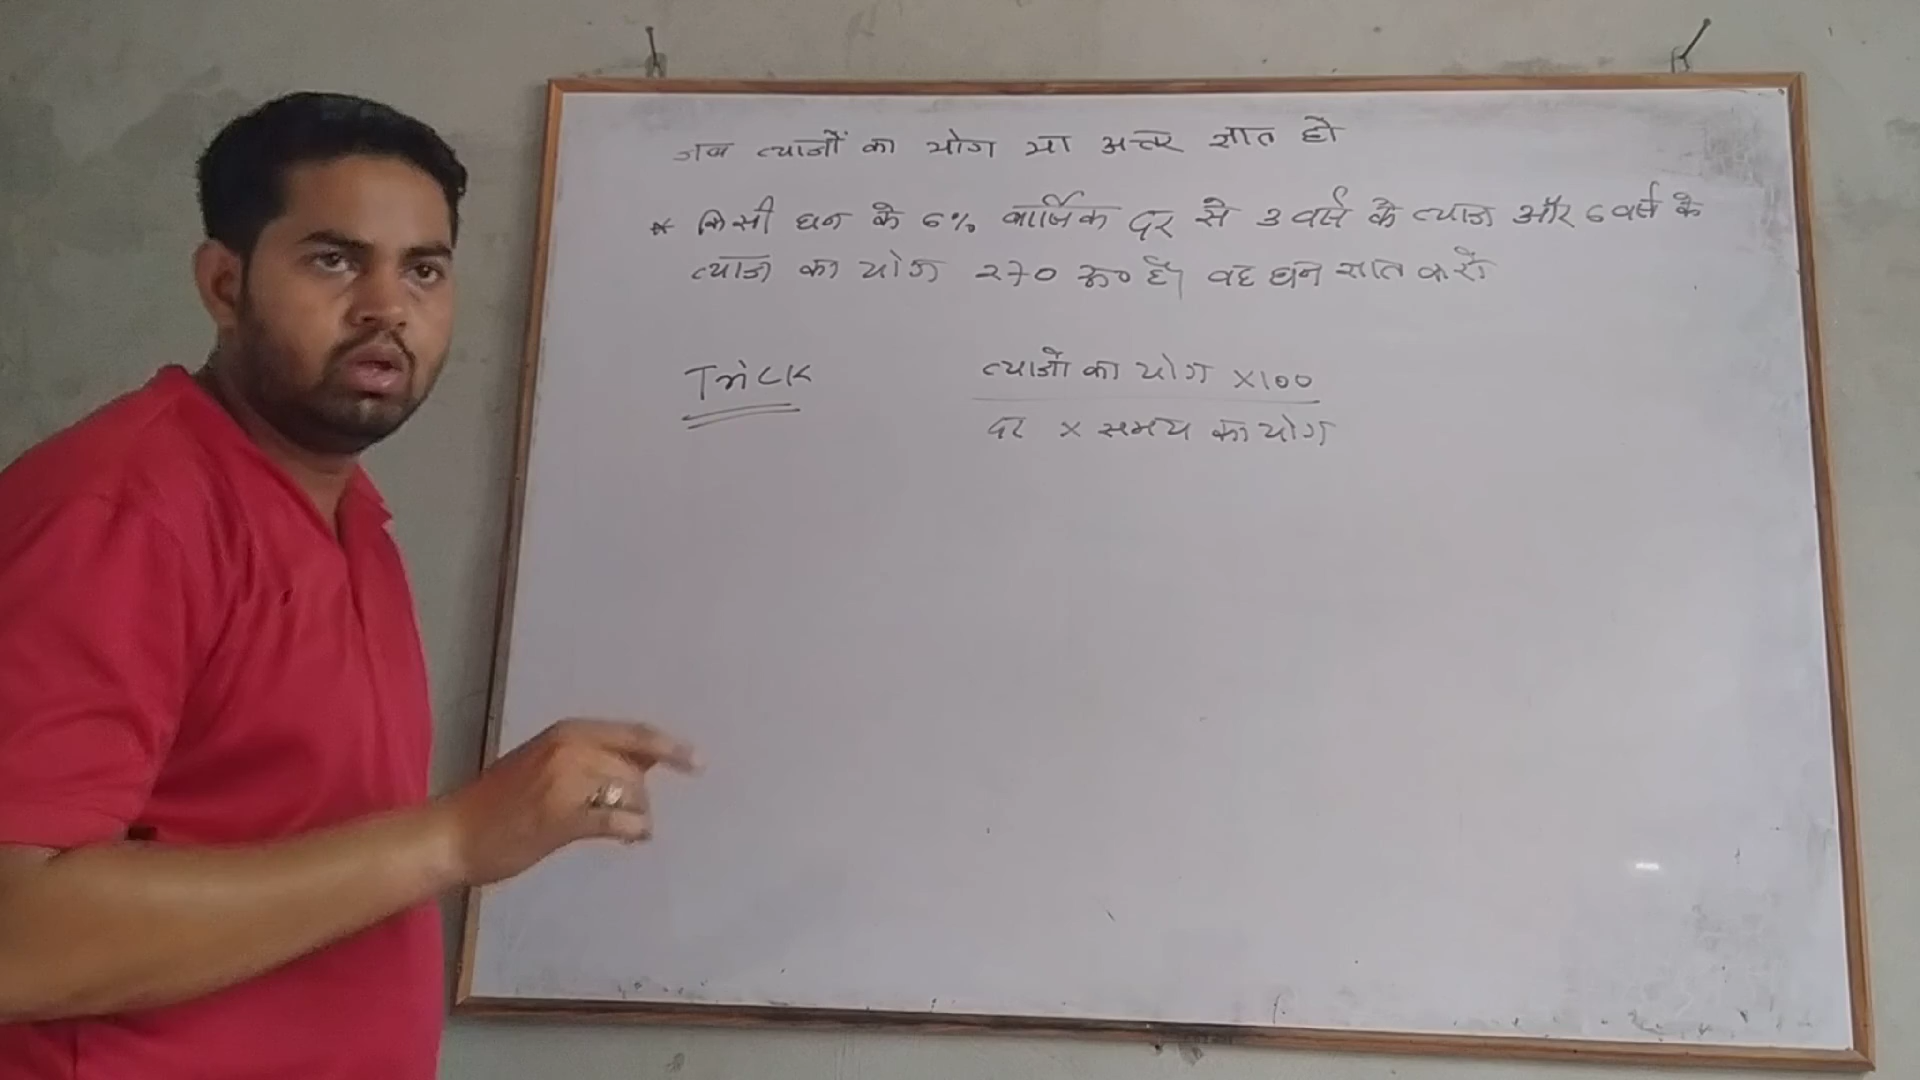 जब ब्याजों का योग या अन्तर ज्ञात हो
* किसी धन के 6% वार्षिक दर से 3 वर्ष के ब्याज और 6 वर्ष के
ब्याज का योग 270 रू० है। वह धन ज्ञात करों
Trick
ब्याजों का योग ×100
दर × समय का योग